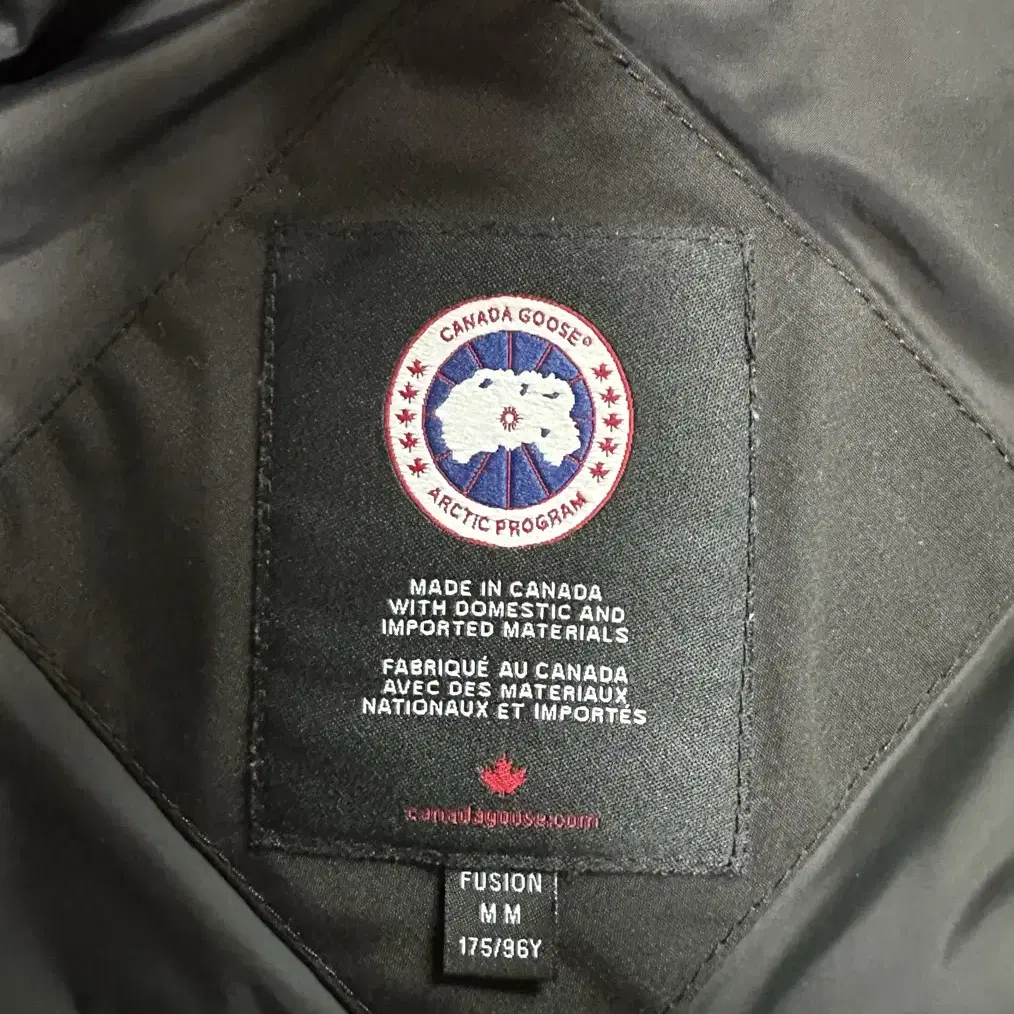 CANADA GOOSE®
ARCTIC PROGRAM
MADE IN CANADA
WITH DOMESTIC AND
IMPORTED MATERIALS
FABRIQUÉ AU CANADA
AVEC DES MATERIAUX
NATIONAUX ET IMPORTÉS
canadagoose.com
FUSION
M M
175/96Y